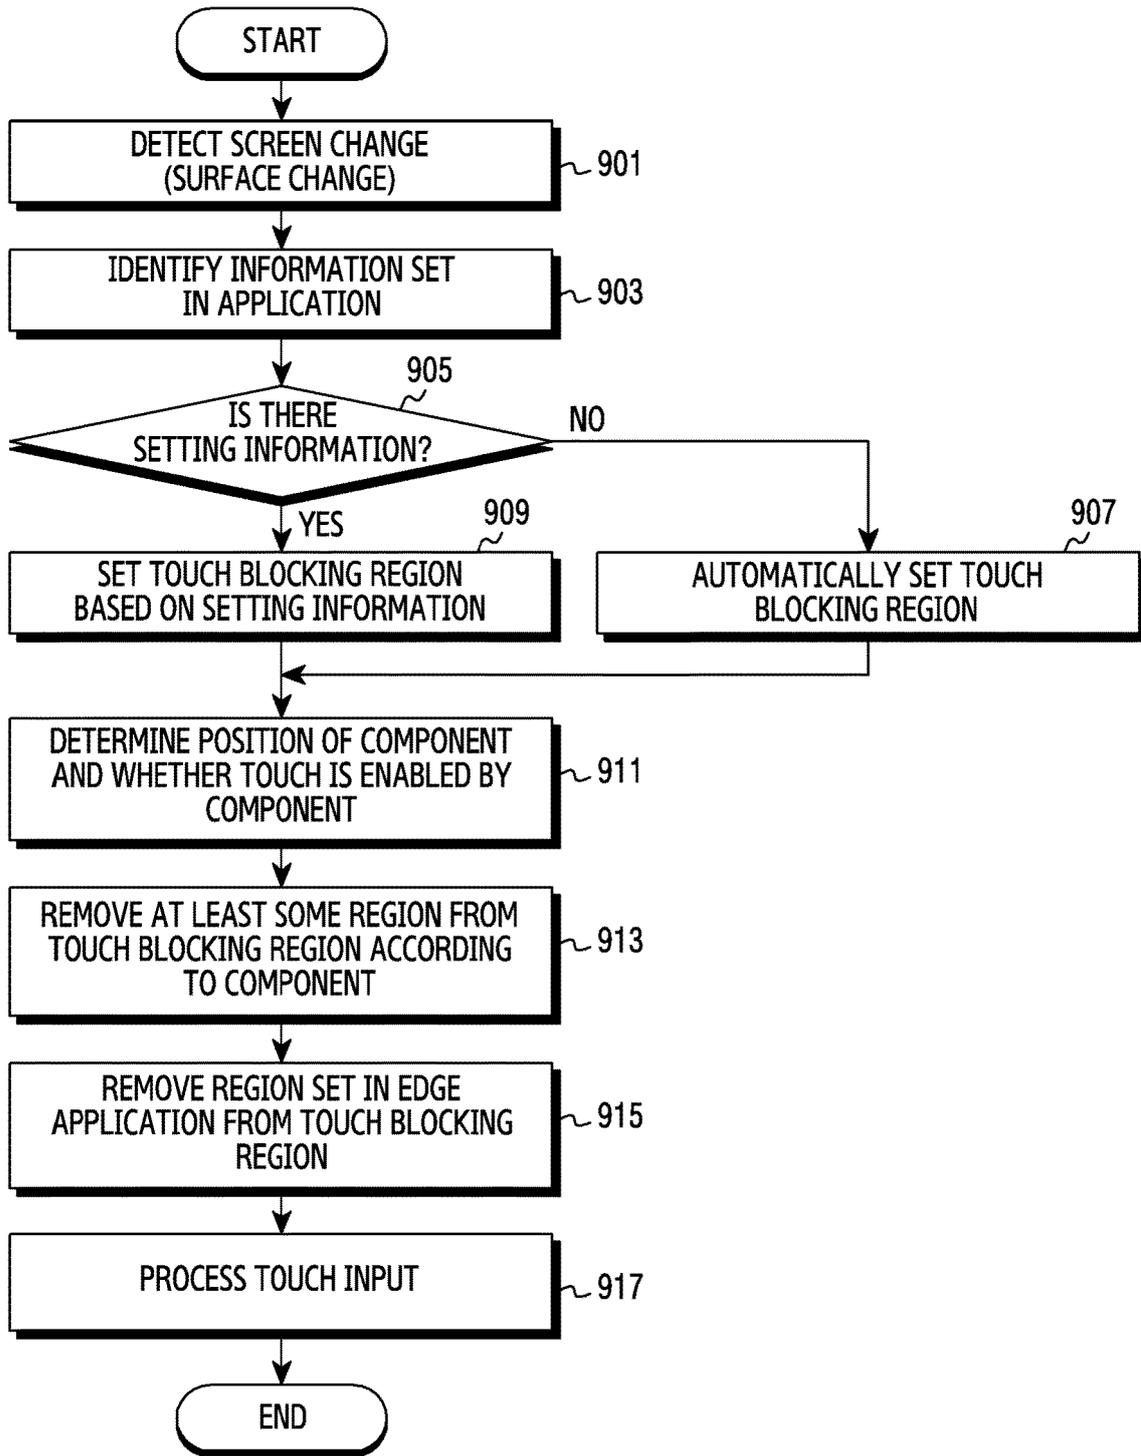 START
DETECT SCREEN CHANGE
(SURFACE CHANGE)
901
IDENTIFY INFORMATION SET
IN APPLICATION
903
905
IS THERE
SETTING INFORMATION?
NO
YES
909
SET TOUCH BLOCKING REGION
BASED ON SETTING INFORMATION
907
AUTOMATICALLY SET TOUCH
BLOCKING REGION
DETERMINE POSITION OF COMPONENT
AND WHETHER TOUCH IS ENABLED BY
COMPONENT
911
REMOVE AT LEAST SOME REGION FROM
TOUCH BLOCKING REGION ACCORDING
TO COMPONENT
913
REMOVE REGION SET IN EDGE
APPLICATION FROM TOUCH BLOCKING
REGION
915
PROCESS TOUCH INPUT
917
END